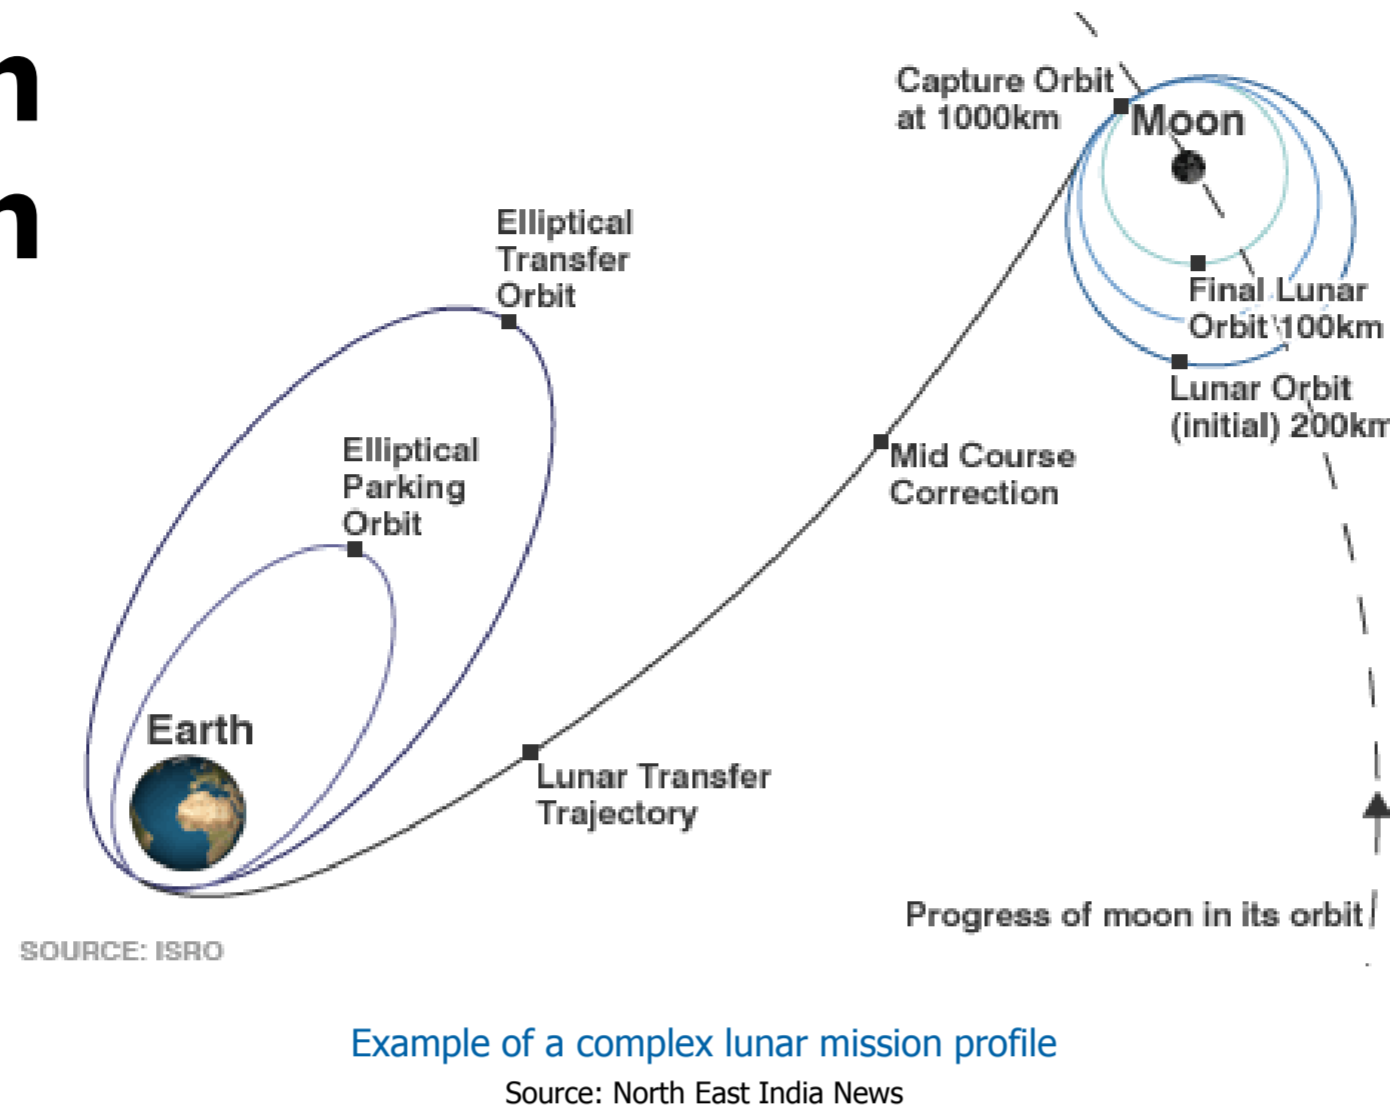 Capture Orbit
at 1000km
Moon
Elliptical
Transfer
Orbit
Final Lunar
Orbit 100km
Lunar Orbit
(initial) 200km
Elliptical
Parking
Orbit
Mid Course
Correction
Earth
Lunar Transfer
Trajectory
Progress of moon in its orbit
SOURCE: ISRO
Example of a complex lunar mission profile
Source: North East India News